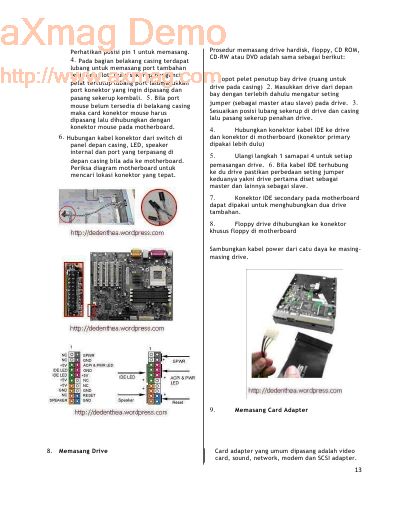 aXmag Demo
Perhatikan posisi pin 1 untuk memasang.
4. Pada bagian belakang casing terdapat
lubang untuk memasang port tambahan
pelat tertutup lubang port
port konektor yang ingin dipasang dan
pasang sekerup kembali. 5. Bila port
mouse belum tersedia di belakang casing
maka card konektor mouse harus
dipasang lalu dihubungkan dengan
konektor mouse pada motherboard.
6. Hubungan kabel konektor dari switch di
panel depan casing, LED, speaker
internal dan port yang terpasang di
depan casing bila ada ke motherboard.
Periksa diagram motherboard untuk
mencari lokasi konektor yang tepat.
http://dedenthea.wordpress.com
http://dedenthea.wordpress.com
1
1
NC
SPWR
NC
GND
+5V
ACPI & PWR LED
IDE LED
GND
IDE LED
+5V
+5V
NC
NC
GND
GND
NC
NC
RESET
SPEAKER
GND
IDE LED
Speaker
SPWR
ACPI & PWR
LED
Reset
http://dedenthea.wordpress.com
8. Memasang Drive
Prosedur memasang drive hardisk, floppy, CD ROM,
CD-RW atau DVD adalah sama sebagai berikut:
opot pelet penutup bay drive (ruang untuk
drive pada casing) 2. Masukkan drive dari depan
bay dengan terlebih dahulu mengatur seting
jumper (sebagai master atau slave) pada drive. 3.
Sesuaikan posisi lubang sekerup di drive dan casing
lalu pasang sekerup penahan drive.
4. Hubungkan konektor kabel IDE ke drive
dan konektor di motherboard (konektor primary
dipakai lebih dulu)
5. Ulangi langkah 1 samapai 4 untuk setiap
pemasangan drive. 6. Bila kabel IDE terhubung
ke du drive pastikan perbedaan seting jumper
keduanya yakni drive pertama diset sebagai
master dan lainnya sebagai slave.
7. Konektor IDE secondary pada motherboard
dapat dipakai untuk menghubungkan dua drive
tambahan.
8. Floppy drive dihubungkan ke konektor
khusus floppy di motherboard
Sambungkan kabel power dari catu daya ke masing-
masing drive.
http://dedenthea.wordpress.com
9. Memasang Card Adapter
Card adapter yang umum dipasang adalah video
card, sound, network, modem dan SCSI adapter.
13